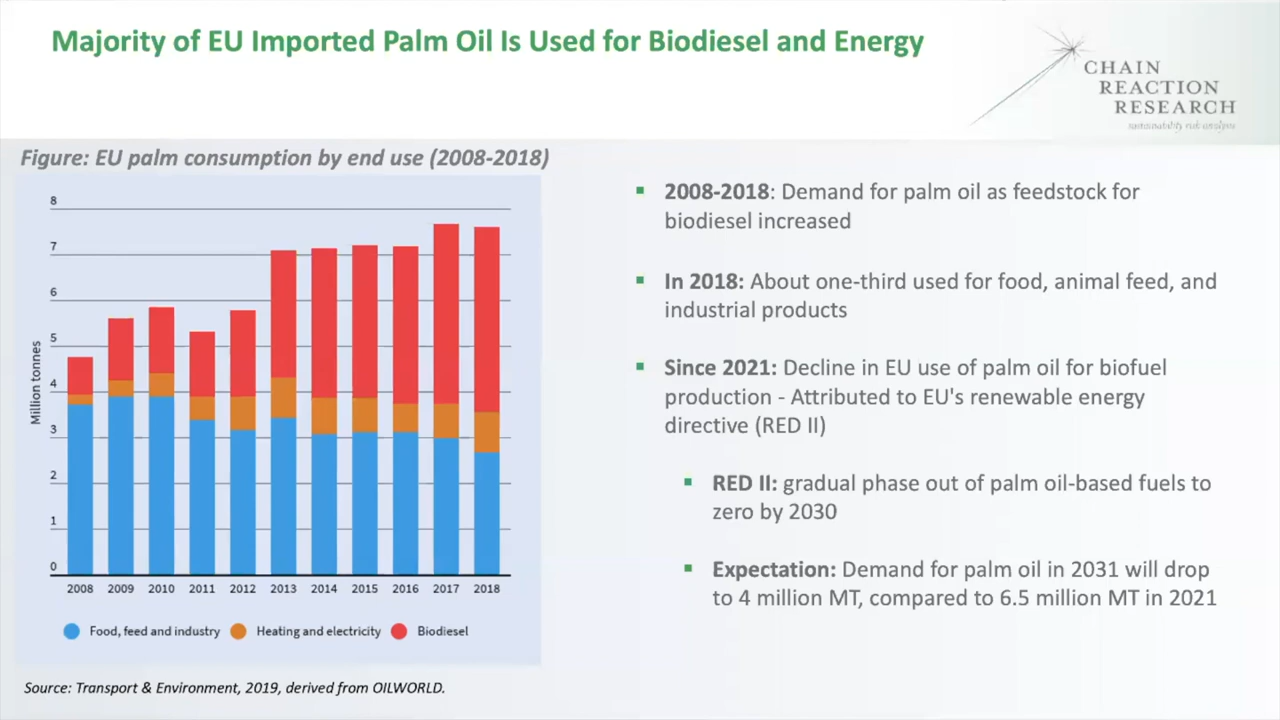 Majority of EU Imported Palm Oil Is Used for Biodiesel and Energy
CHAIN
REACTION
RESEARCH
sustainability risk analysis
Figure: EU palm consumption by end use (2008-2018)
Million tonnes
8
7
6
5
4
3
2
1
0
2008 2009 2010 2011 2012 2013 2014 2015 2016 2017 2018
Food, feed and industry Heating and electricity Biodiesel
Source: Transport & Environment, 2019, derived from OILWORLD.
2008-2018: Demand for palm oil as feedstock for
biodiesel increased
In 2018: About one-third used for food, animal feed, and
industrial products
Since 2021: Decline in EU use of palm oil for biofuel
production - Attributed to EU's renewable energy
directive (RED II)
RED II: gradual phase out of palm oil-based fuels to
zero by 2030
Expectation: Demand for palm oil in 2031 will drop
to 4 million MT, compared to 6.5 million MT in 2021